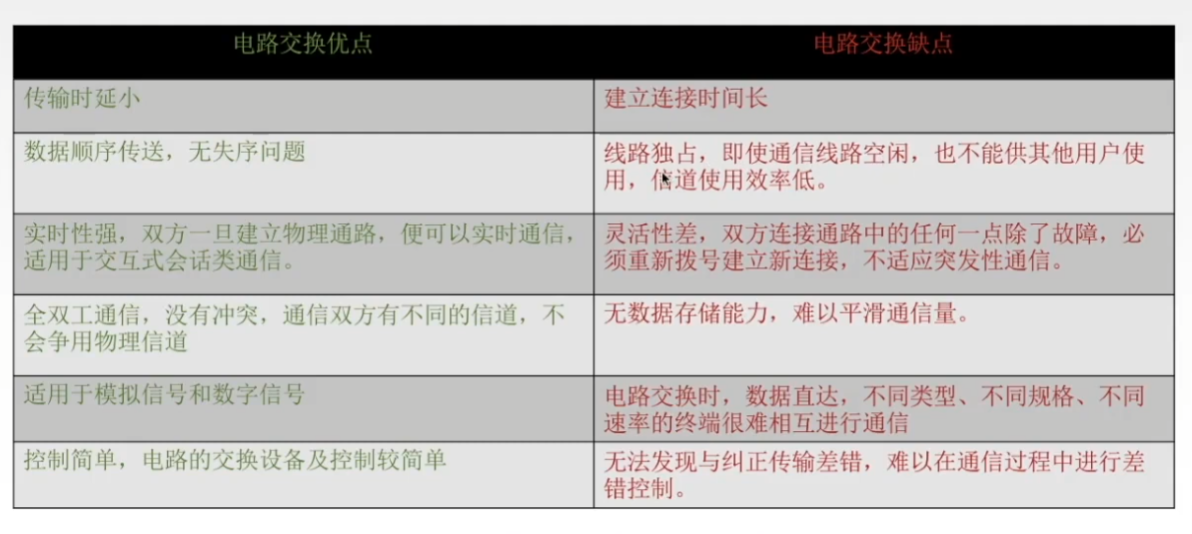 电路交换优点
电路交换缺点
传输时延小
建立连接时间长
数据顺序传送，无失序问题
线路独占，即使通信线路空闲，也不能供其他用户使
用，信道使用效率低。
实时性强，双方一旦建立物理通路，便可以实时通信，
适用于交互式会话类通信。
灵活性差，双方连接通路中的任何一点除了故障，必
须重新拨号建立新连接，不适应突发性通信。
全双工通信，没有冲突，通信双方有不同的信道，不
会争用物理信道
无数据存储能力，难以平滑通信量。
适用于模拟信号和数字信号
电路交换时，数据直达，不同类型、不同规格、不同
速率的终端很难相互进行通信
控制简单，电路的交换设备及控制较简单
无法发现与纠正传输差错，难以在通信过程中进行差
错控制。